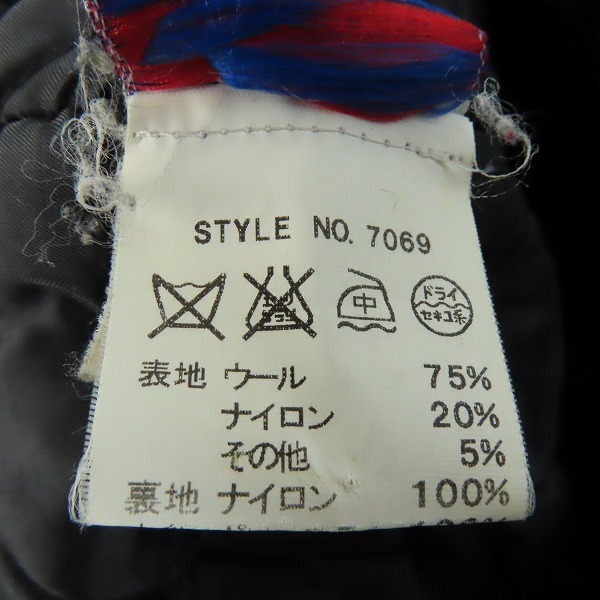 STYLE NO. 7069
中 ドライ
セキユ系
表地 ウール 75%
ナイロン 20%
その他 5%
裏地 ナイロン 100%